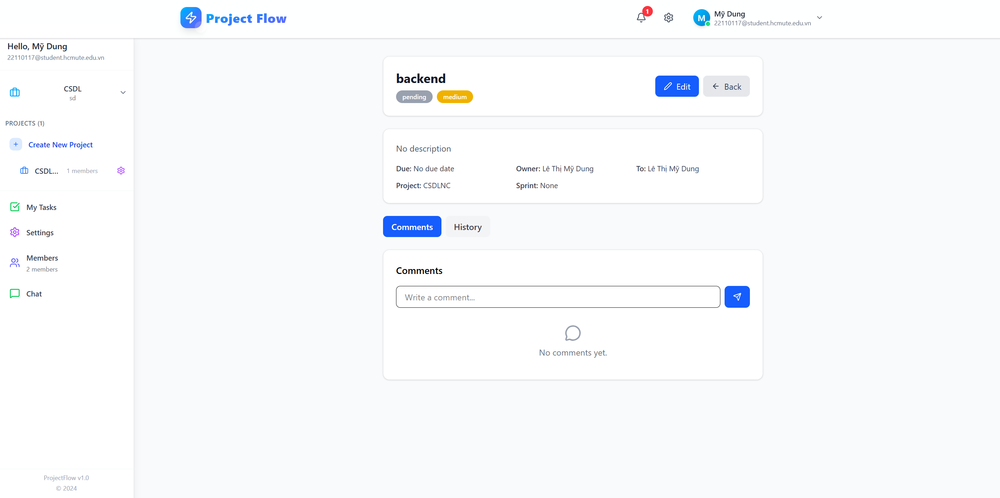 Project Flow
1
M
Mỹ Dung
22110117@student.hcmute.edu.vn
Hello, Mỹ Dung
22110117@student.hcmute.edu.vn
CSDL
sd
PROJECTS (1)
+ Create New Project
CSDL... 1 members
My Tasks
Settings
Members
2 members
Chat
ProjectFlow v1.0
© 2024
backend
pending medium
Edit
Back
No description
Due: No due date Owner: Lê Thị Mỹ Dung To: Lê Thị Mỹ Dung
Project: CSDLNC Sprint: None
Comments History
Comments
Write a comment...
No comments yet.